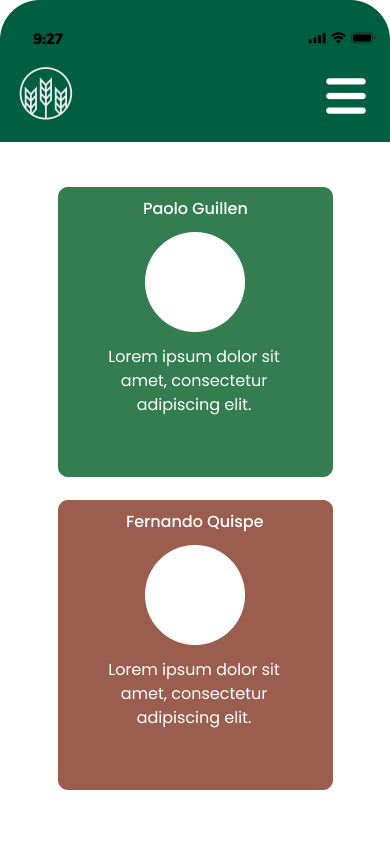 9:27
Paolo Guillen
Lorem ipsum dolor sit
amet, consectetur
adipiscing elit.
Fernando Quispe
Lorem ipsum dolor sit
amet, consectetur
adipiscing elit.